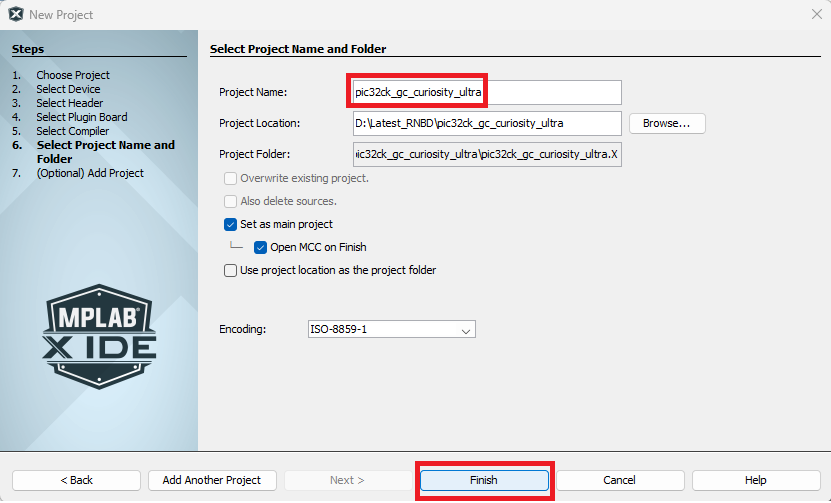 New Project
Steps
1. Choose Project
2. Select Device
3. Select Header
4. Select Plugin Board
5. Select Compiler
6. Select Project Name and
Folder
7. (Optional) Add Project
MPLAB®
X IDE
Select Project Name and Folder
Project Name: pic32ck_gc_curiosity_ultra
Project Location: D:\Latest_RNBD\pic32ck_gc_curiosity_ultra Browse...
Project Folder: ic32ck_gc_curiosity_ultra\pic32ck_gc_curiosity_ultra.X
Overwrite existing project.
Also delete sources.
Set as main project
Open MCC on Finish
Use project location as the project folder
Encoding: ISO-8859-1
< Back Add Another Project Next > Finish Cancel Help